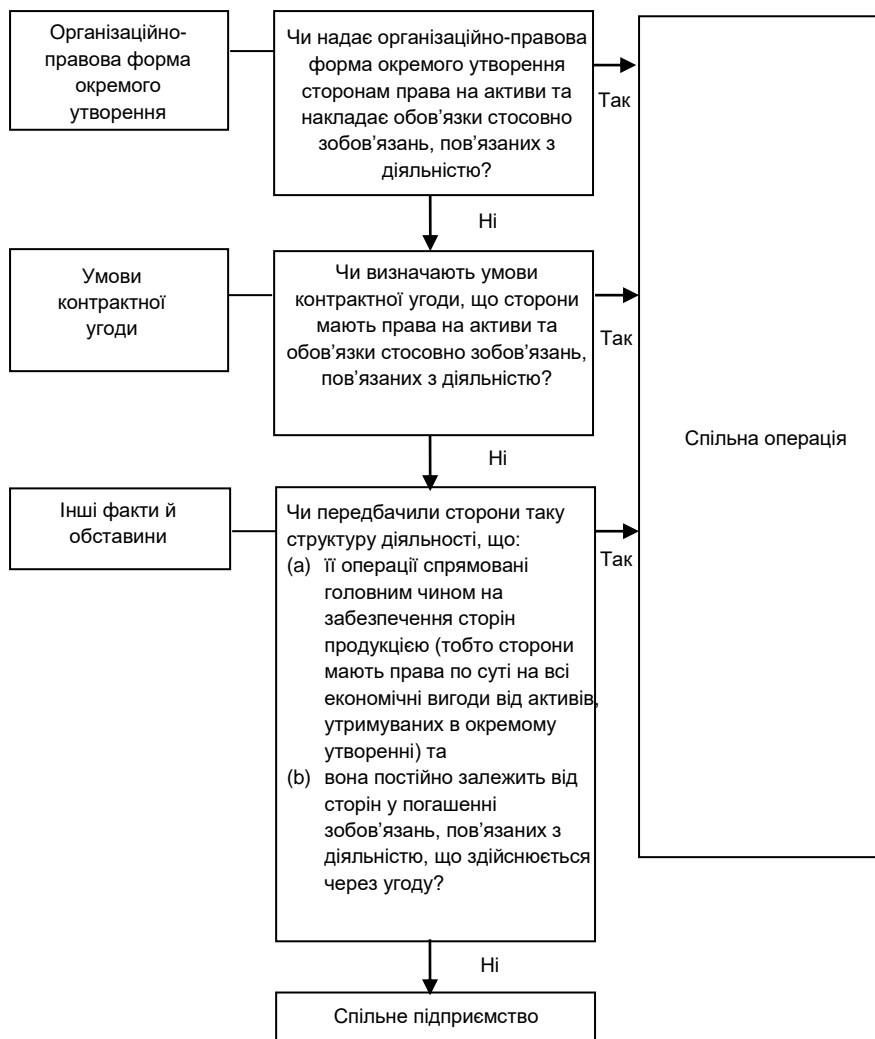 Організаційно-
правова форма
окремого
утворення
Чи надає організаційно-правова
форма окремого утворення
сторонам права на активи та
накладає обов’язки стосовно
зобов’язань, пов’язаних з
діяльністю?
Так
Ні
Умови
контрактної
угоди
Чи визначають умови
контрактної угоди, що сторони
мають права на активи та
обов’язки стосовно зобов’язань,
пов’язаних з діяльністю?
Так
Ні
Спільна операція
Інші факти й
обставини
Чи передбачили сторони таку
структуру діяльності, що:
(a) її операції спрямовані
головним чином на
забезпечення сторін
продукцією (тобто сторони
мають права по суті на всі
економічні вигоди від активів,
утримуваних в окремому
утворенні) та
(b) вона постійно залежить від
сторін у погашенні
зобов’язань, пов’язаних з
діяльністю, що здійснюється
через угоду?
Так
Ні
Спільне підприємство